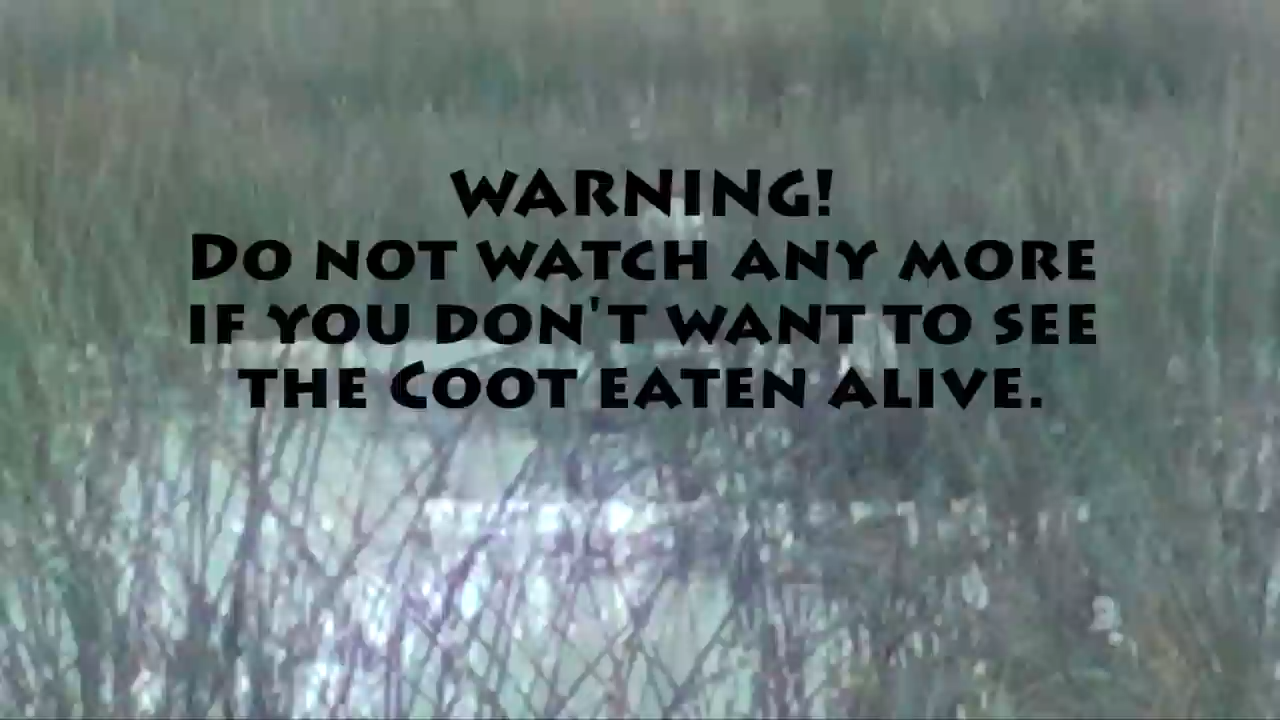 WARNING!
Do not watch any more
if you don't want to see
the Coot eaten alive.